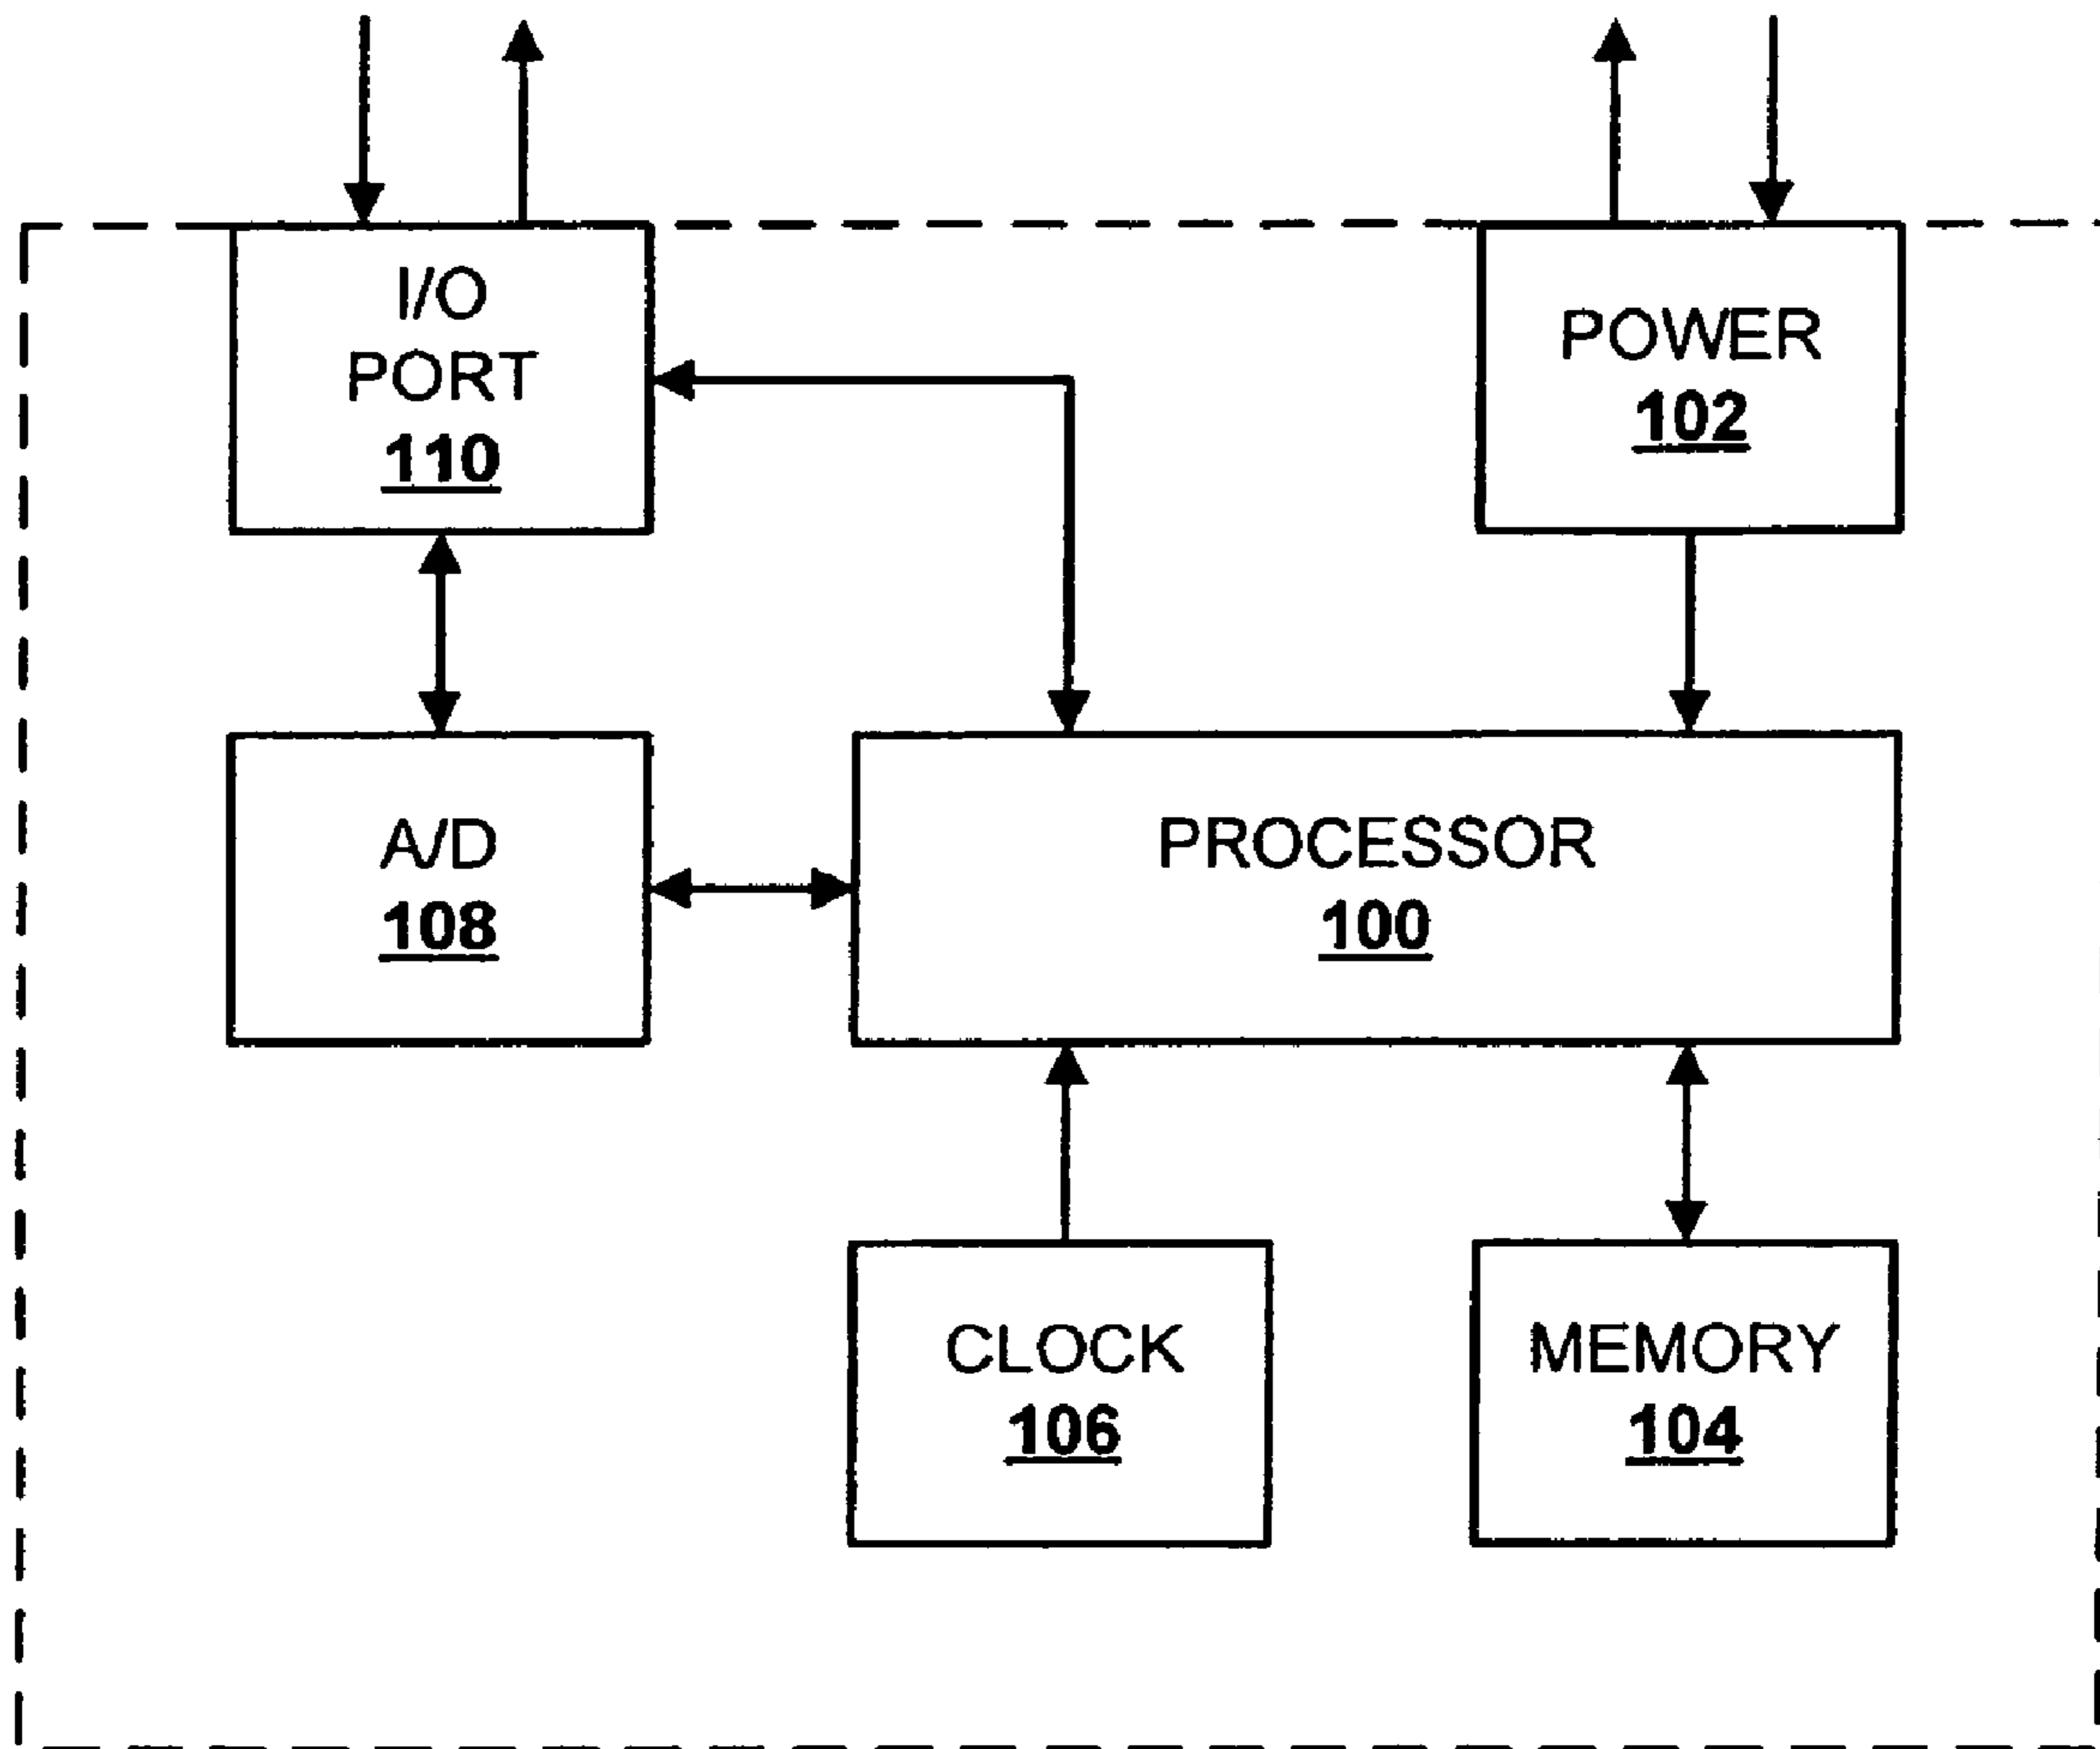 I/O
PORT
110
POWER
102
A/D
108
PROCESSOR
100
CLOCK
106
MEMORY
104